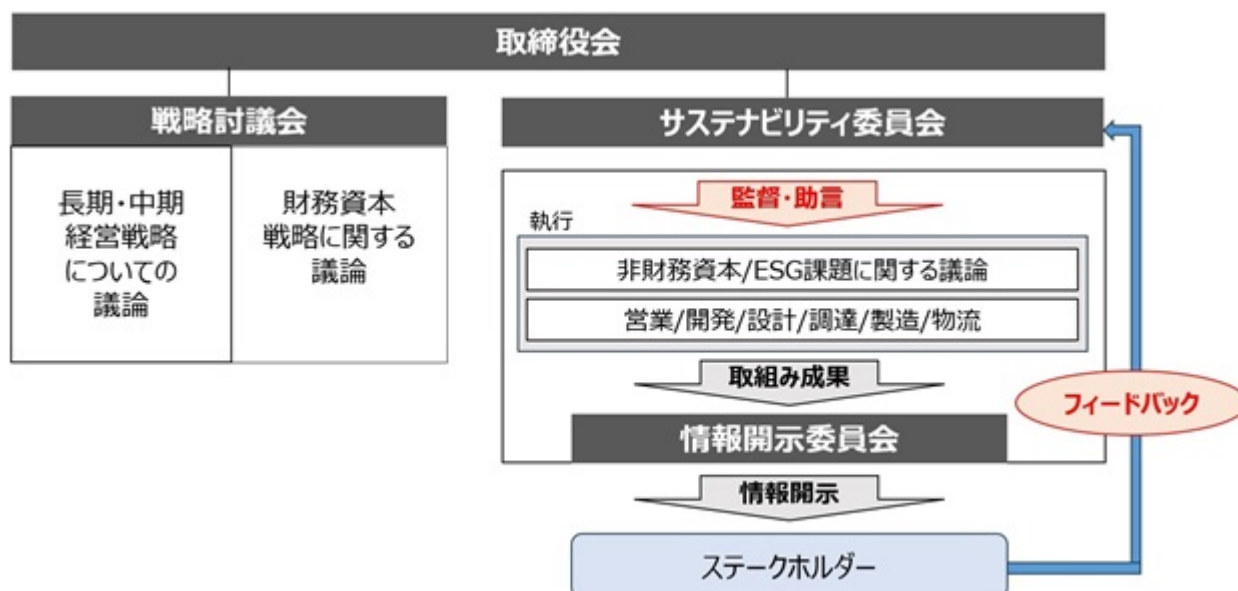 取締役会
戦略討議会
長期・中期
経営戦略
についての
議論
財務資本
戦略に関する
議論
サステナビリティ委員会
監督・助言
執行
非財務資本/ESG課題に関する議論
営業/開発/設計/調達/製造/物流
取組み成果
情報開示委員会
情報開示
ステークホルダー
フィードバック